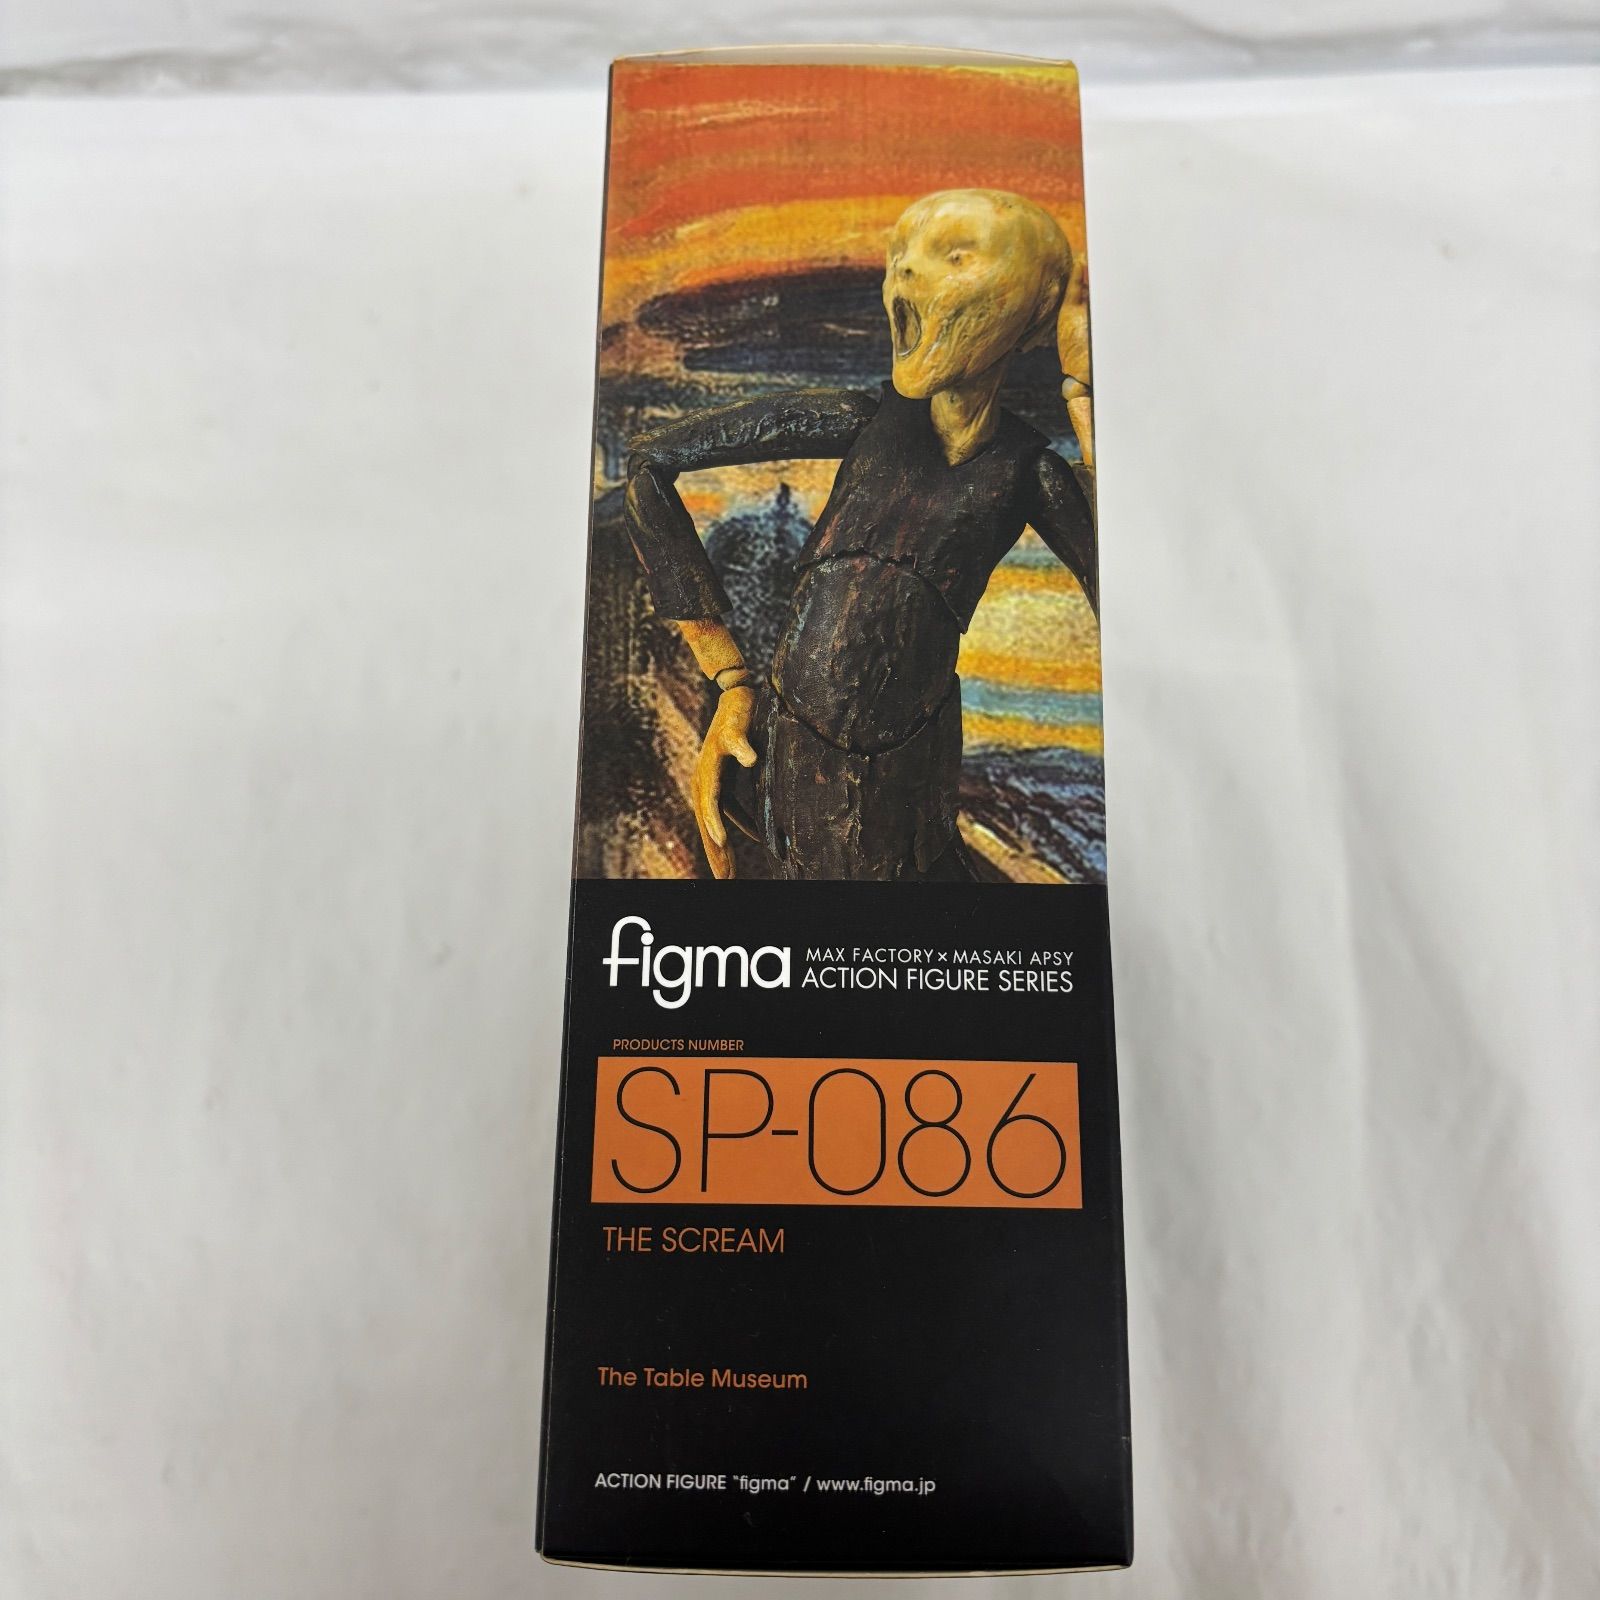 figma
MAX FACTORY × MASAKI APSY
ACTION FIGURE SERIES
PRODUCTS NUMBER
SP-086
THE SCREAM
The Table Museum
ACTION FIGURE "figma" / www.figma.jp